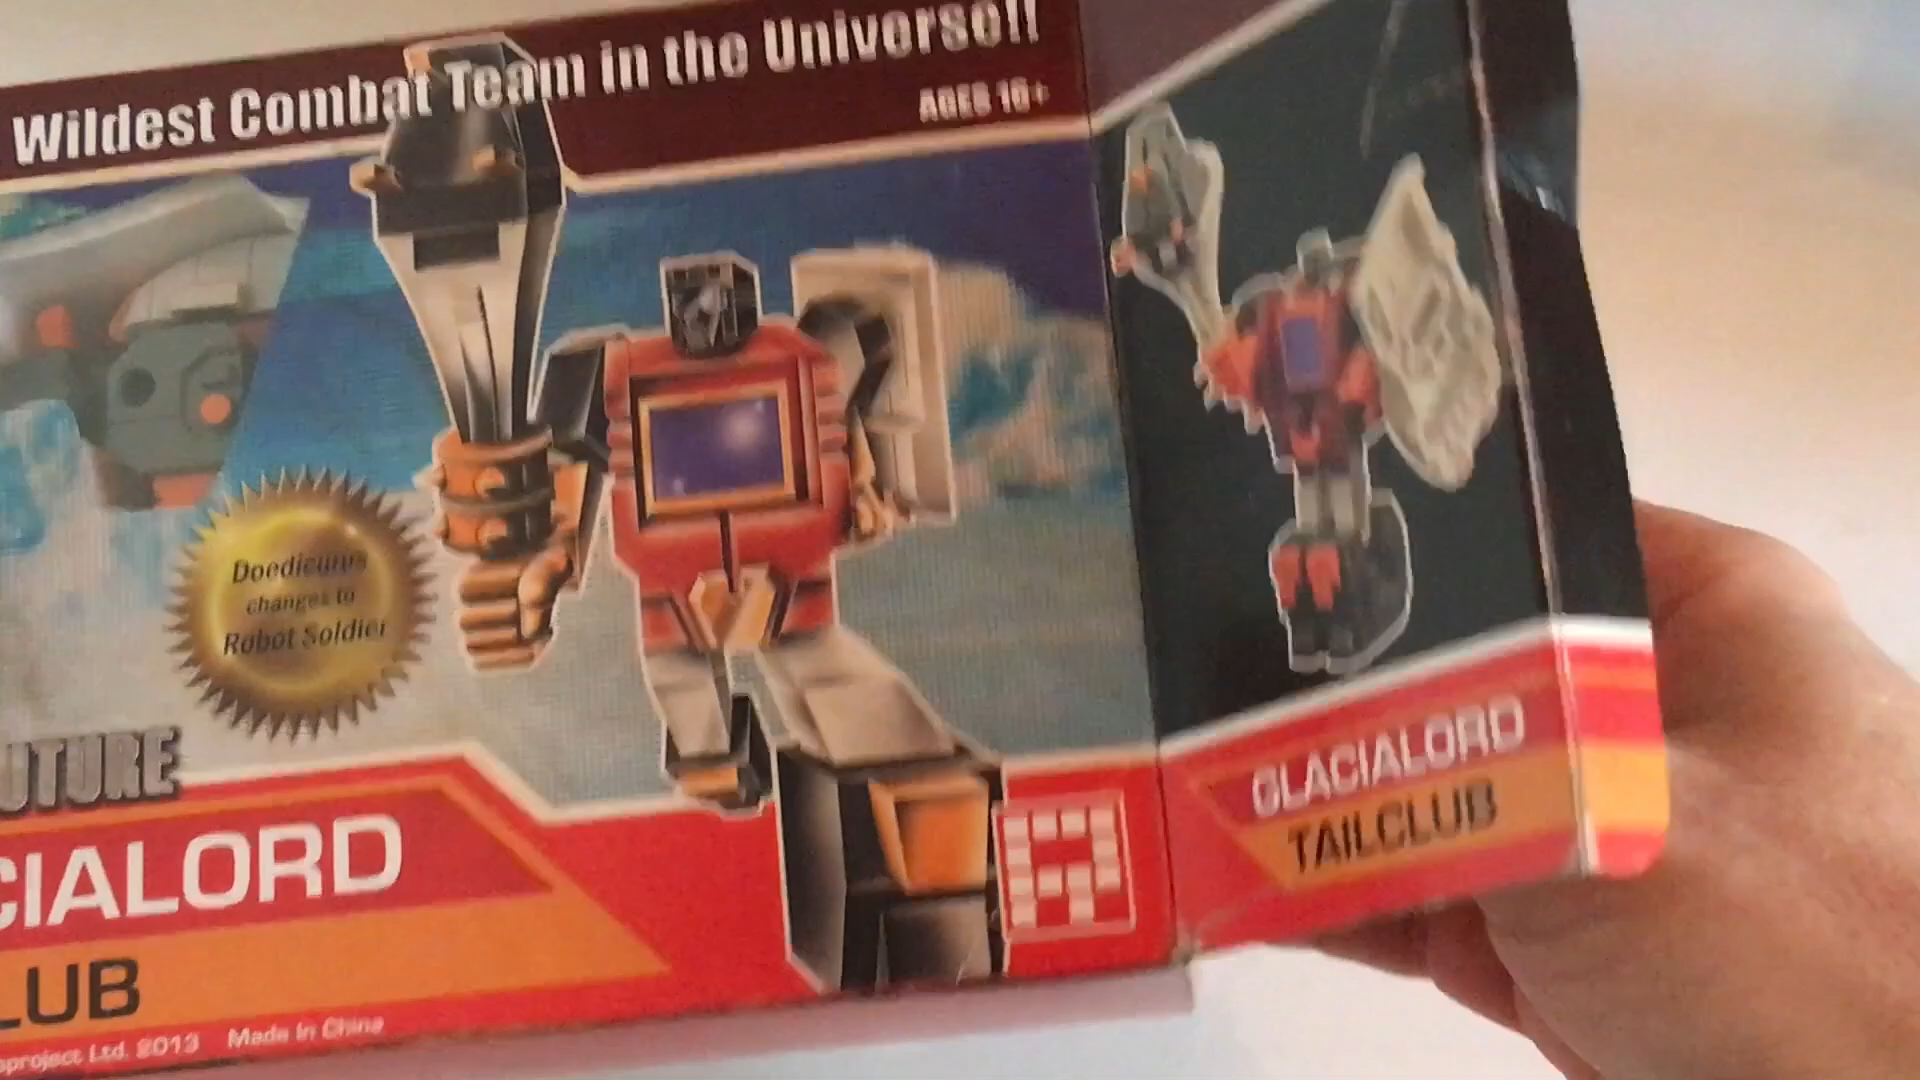 Wildest Combat Team in the Universe!!
AGES 16+
Doedicurus
changes to
Robot Soldier
UTURE
CIALORD
LUB
project Ltd. 2013 Made in China
GLACIALORD
TAILCLUB